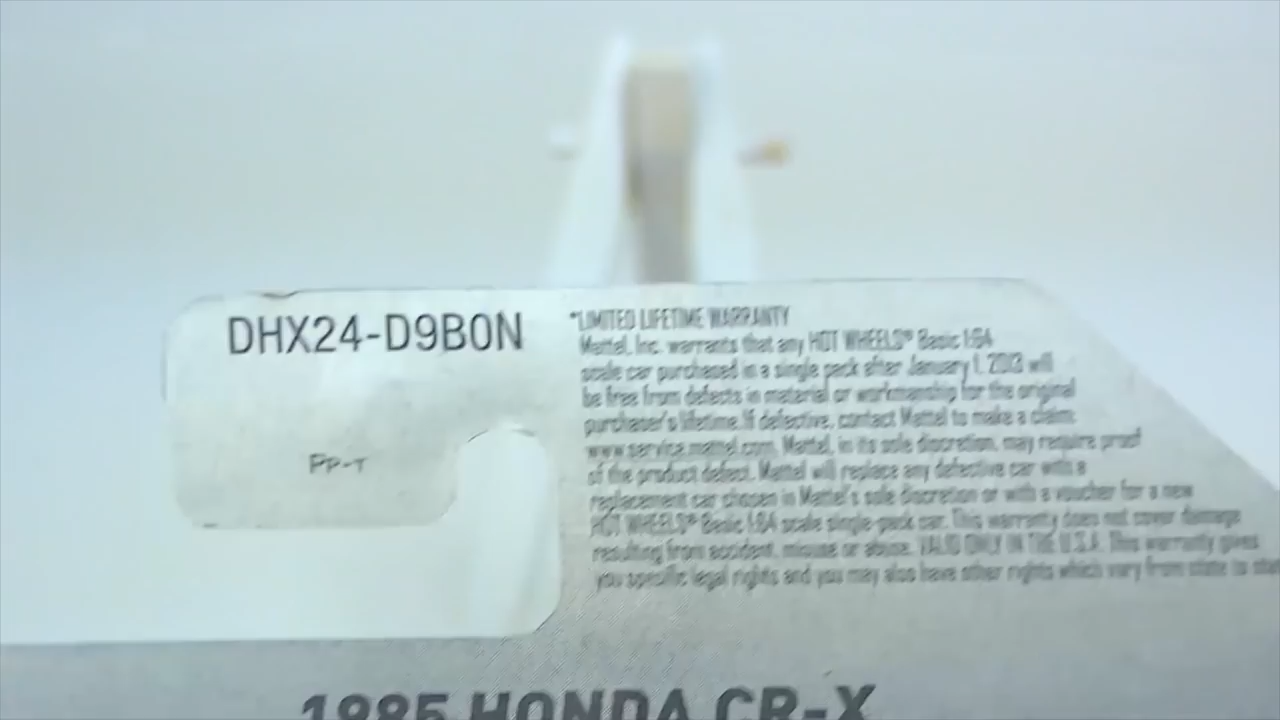 DHX24-D9B0N
PP-T
*LIMITED LIFETIME WARRANTY
Mattel, Inc. warrants that any HOT WHEELS® Basic 1:64
scale car purchased in a single pack after January 1, 2013 will
be free from defects in material or workmanship for the original
purchaser's lifetime. If defective, contact Mattel to make a claim:
www.service.mattel.com. Mattel, in its sole discretion, may require proof
of the product defect. Mattel will replace any defective car with a
replacement car chosen in Mattel's sole discretion or with a voucher for a new
HOT WHEELS® Basic 1:64 scale single-pack car. This warranty does not cover damage
resulting from accident, misuse or abuse. VALID ONLY IN THE U.S.A. This warranty gives
you specific legal rights and you may also have other rights which vary from state to
1985 HONDA CR-X